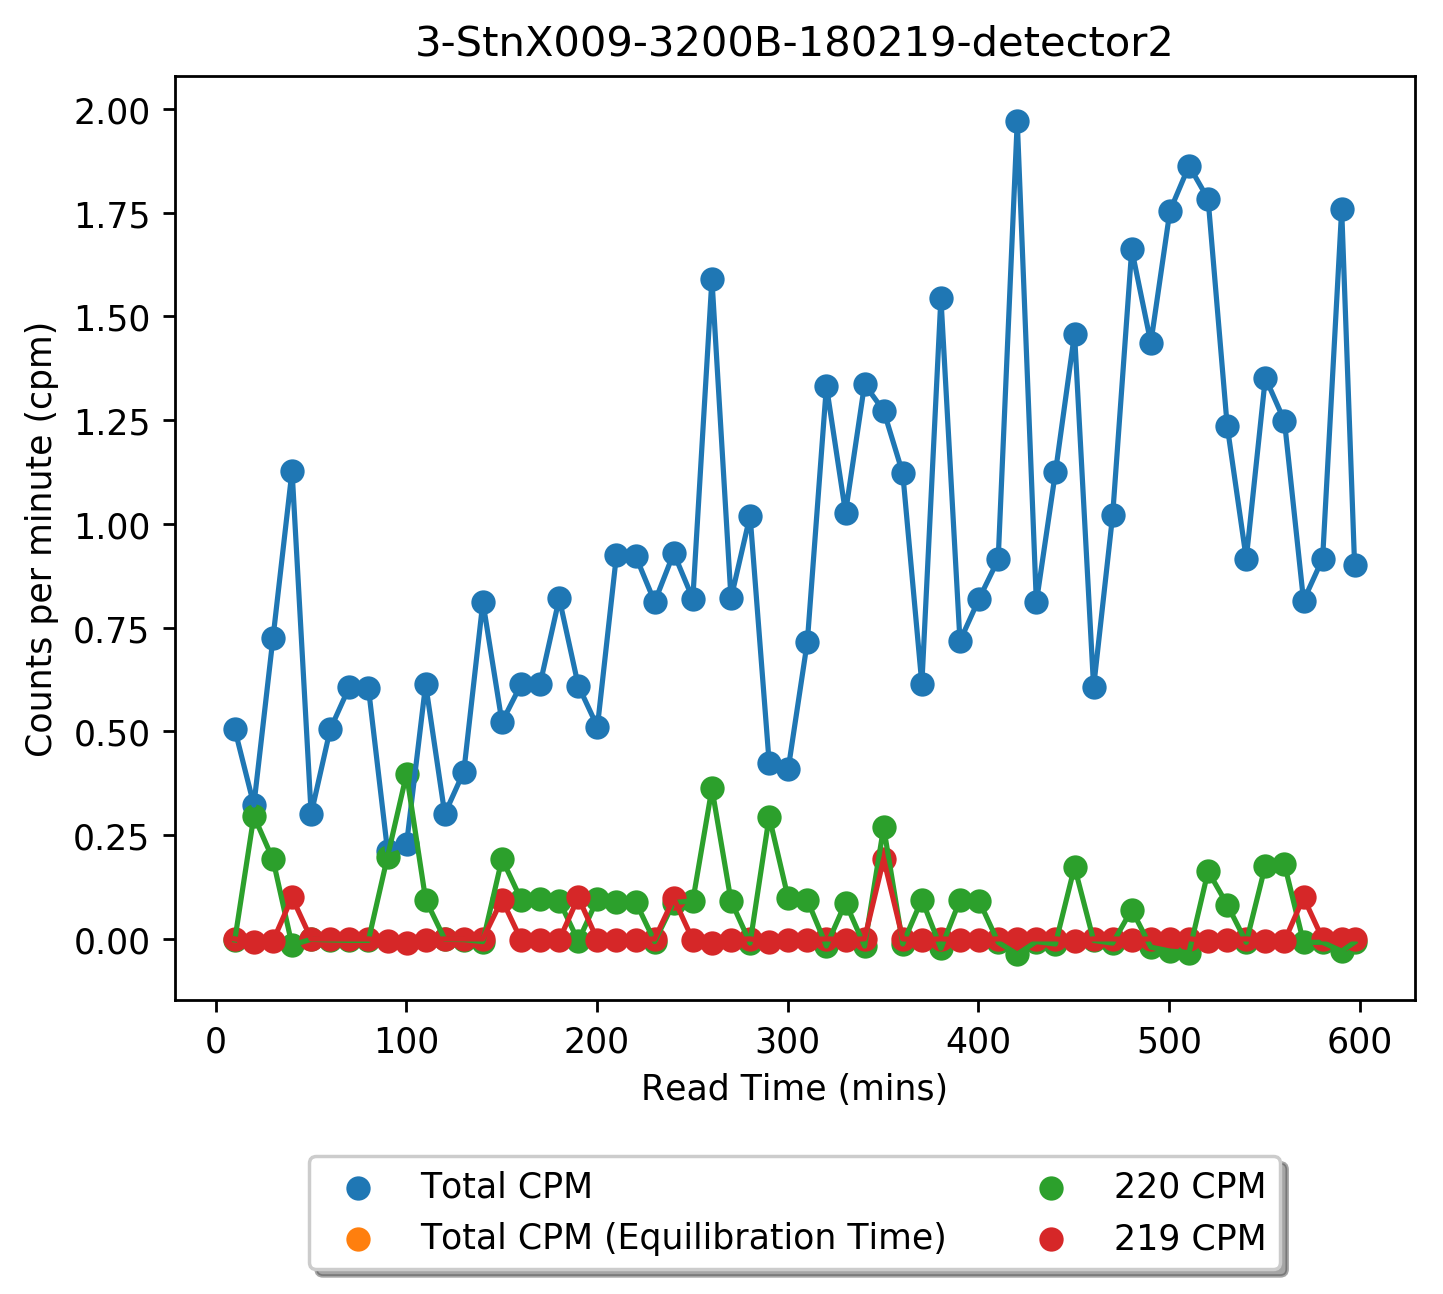 3-StnX009-3200B-180219-detector2
2.00
1.75
1.50
1.25
1.00
0.75
0.50
0.25
0.00
Counts per minute (cpm)
0 100 200 300 400 500 600
Read Time (mins)
Total CPM
Total CPM (Equilibration Time)
220 CPM
219 CPM